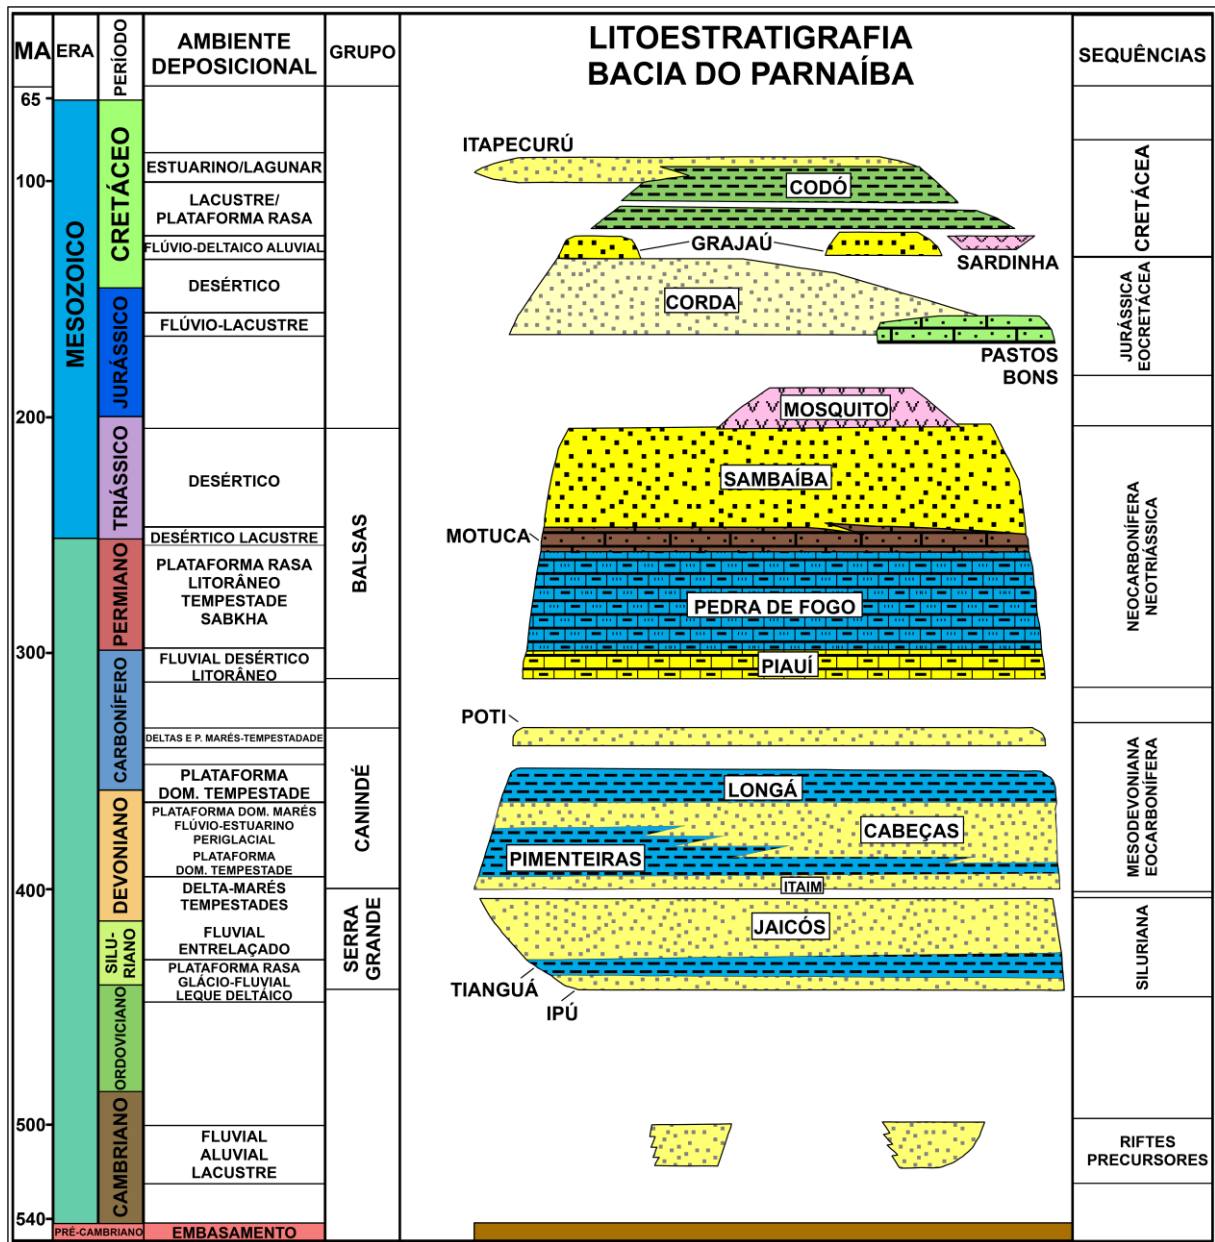 MA
ERA
PERÍODO
AMBIENTE
DEPOSICIONAL
GRUPO
LITOESTRATIGRAFIA
BACIA DO PARNAÍBA
SEQUÊNCIAS
65
100
200
300
400
500
540
MESOZOICO
CRETÁCEO
JURÁSSICO
TRIÁSSICO
PERMIANO
CARBONÍFERO
DEVONIANO
SILU-
RIANO
ORDOVICIANO
CAMBRIANO
PRÉ-CAMBRIANO
ESTUARINO/LAGUNAR
LACUSTRE/
PLATAFORMA RASA
FLÚVIO-DELTAICO ALUVIAL
DESÉRTICO
FLÚVIO-LACUSTRE
DESÉRTICO
DESÉRTICO LACUSTRE
PLATAFORMA RASA
LITORÂNEO
TEMPESTADE
SABKHA
FLUVIAL DESÉRTICO
LITORÂNEO
DELTAS E P. MARÉS-TEMPESTADADE
PLATAFORMA
DOM. TEMPESTADE
PLATAFORMA DOM. MARÉS
FLÚVIO-ESTUARINO
PERIGLACIAL
PLATAFORMA
DOM. TEMPESTADE
DELTA-MARÉS
TEMPESTADES
FLUVIAL
ENTRELAÇADO
PLATAFORMA RASA
GLÁCIO-FLUVIAL
LEQUE DELTÁICO
FLUVIAL
ALUVIAL
LACUSTRE
EMBASAMENTO
BALSAS
CANINDÉ
SERRA
GRANDE
ITAPECURÚ
CODÓ
GRAJAÚ
SARDINHA
CORDA
PASTOS
BONS
MOSQUITO
SAMBAÍBA
MOTUCA
PEDRA DE FOGO
PIAUÍ
POTI
LONGÁ
CABEÇAS
PIMENTEIRAS
ITAIM
JAICÓS
TIANGUÁ
IPÚ
CRETÁCEA
JURÁSSICA
EOCRETÁCEA
NEOCARBONÍFERA
NEOTRIÁSSICA
MESODEVONIANA
EOCARBONÍFERA
SILURIANA
RIFTES
PRECURSORES